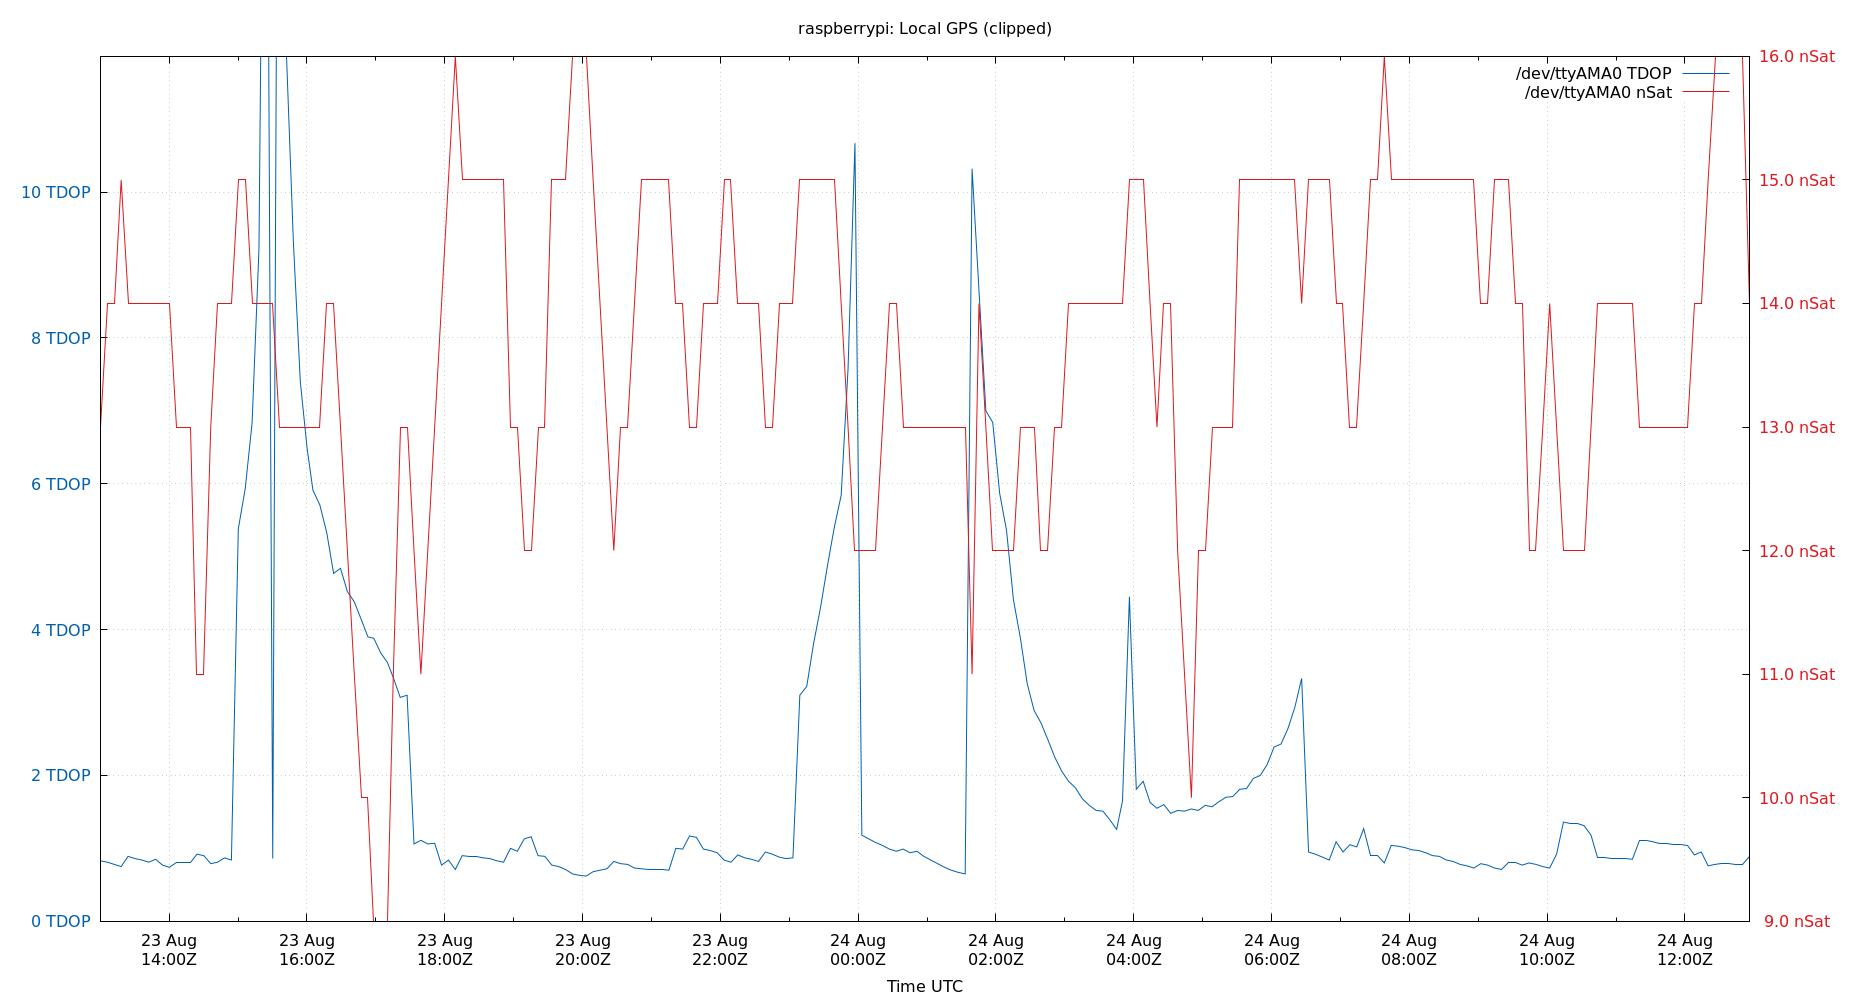 raspberrypi: Local GPS (clipped)
16.0 nSat
/dev/ttyAMA0 TDOP
/dev/ttyAMA0 nSat
10 TDOP
15.0 nSat
14.0 nSat
8 TDOP
13.0 nSat
6 TDOP
12.0 nSat
4 TDOP
11.0 nSat
2 TDOP
10.0 nSat
0 TDOP
9.0 nSat
23 Aug 23 Aug 23 Aug 23 Aug 23 Aug 24 Aug 24 Aug 24 Aug 24 Aug 24 Aug 24 Aug 24 Aug
14:00Z 16:00Z 18:00Z 20:00Z 22:00Z 00:00Z 02:00Z 04:00Z 06:00Z 08:00Z 10:00Z 12:00Z
Time UTC